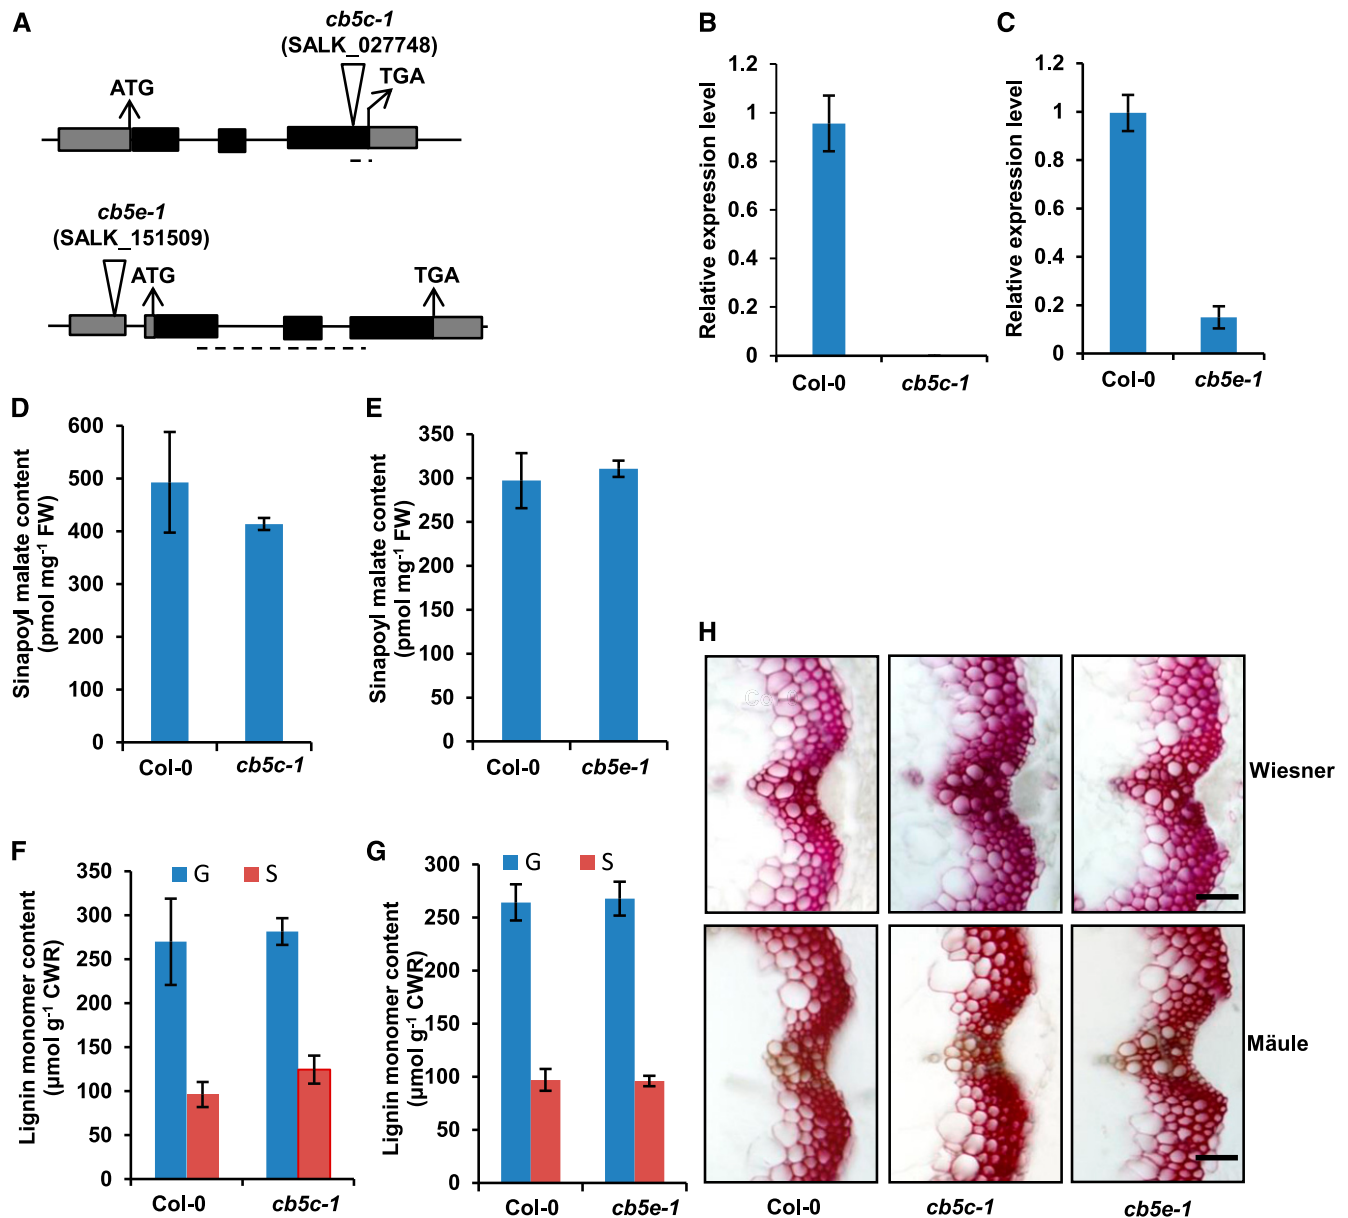 A
cb5c-1
(SALK_027748)
ATG
TGA
cb5e-1
(SALK_151509)
ATG
TGA
B
Relative expression level
1.2
1
0.8
0.6
0.4
0.2
0
Col-0
cb5c-1
C
Relative expression level
1.2
1
0.8
0.6
0.4
0.2
0
Col-0
cb5e-1
D
Sinapoyl malate content
(pmol mg-1 FW)
600
500
400
300
200
100
0
Col-0
cb5c-1
E
Sinapoyl malate content
(pmol mg-1 FW)
350
300
250
200
150
100
50
0
Col-0
cb5e-1
F
Lignin monomer content
(µmol g-1 CWR)
G
S
350
300
250
200
150
100
50
0
Col-0
cb5c-1
G
Lignin monomer content
(µmol g-1 CWR)
G
S
300
250
200
150
100
50
0
Col-0
cb5e-1
H
Wiesner
Mäule
Col-0
cb5c-1
cb5e-1